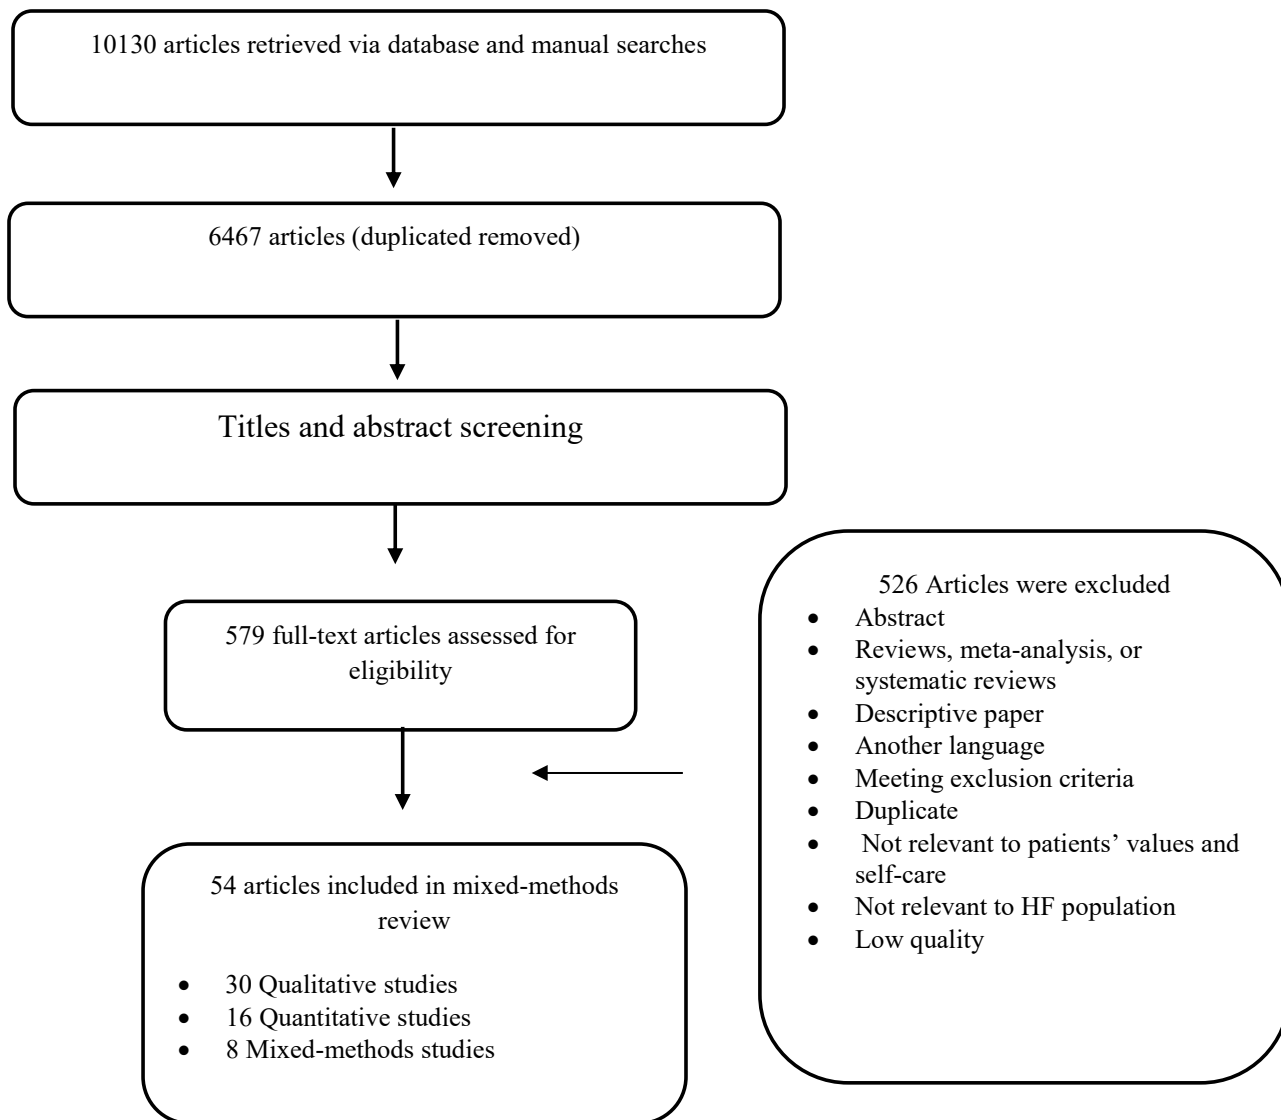 10130 articles retrieved via database and manual searches
6467 articles (duplicated removed)
Titles and abstract screening
579 full-text articles assessed for
eligibility
526 Articles were excluded
• Abstract
• Reviews, meta-analysis, or
systematic reviews
• Descriptive paper
• Another language
• Meeting exclusion criteria
• Duplicate
• Not relevant to patients’ values and
self-care
• Not relevant to HF population
• Low quality
54 articles included in mixed-methods
review
• 30 Qualitative studies
• 16 Quantitative studies
• 8 Mixed-methods studies